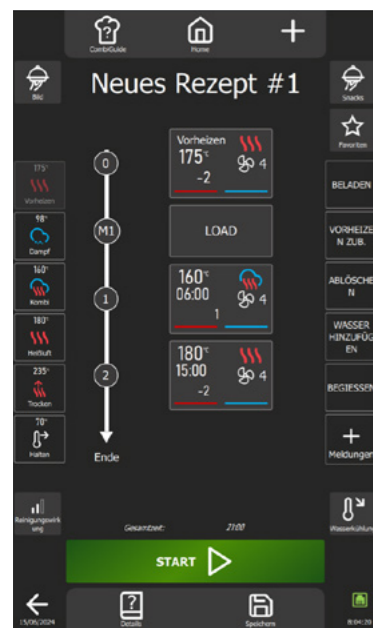 CombiGuide
Home
Bild
Neues Rezept #1
Snacks
Favoriten
175°
Vorheizen
98°
Dampf
160°
Kombi
180°
Heißluft
235°
Trocken
70°
Halten
0
M1
1
2
Ende
Vorheizen
175°c
4
-2
LOAD
160°c
06:00
4
1
180°c
15:00
4
-2
BELADEN
VORHEIZE
N ZUB.
ABLÖSCHE
N
WASSER
HINZUFÜG
EN
BEGIESSEN
Meldungen
Reinigungswirk
ung
Gesamtzeit: 21:00
Wasserkühlung
START
15/05/2024
Details
Speichern
8:04:20